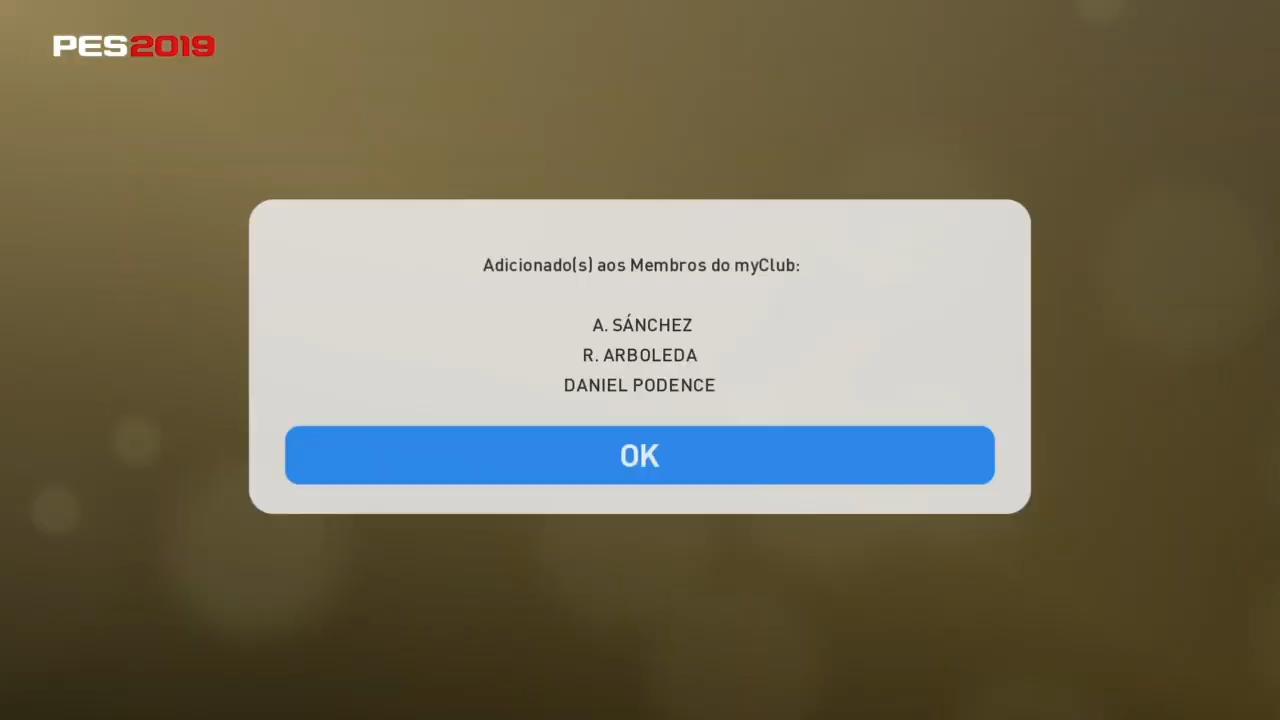 PES2019
Adicionado(s) aos Membros do myClub:
A. SÁNCHEZ
R. ARBOLEDA
DANIEL PODENCE
OK